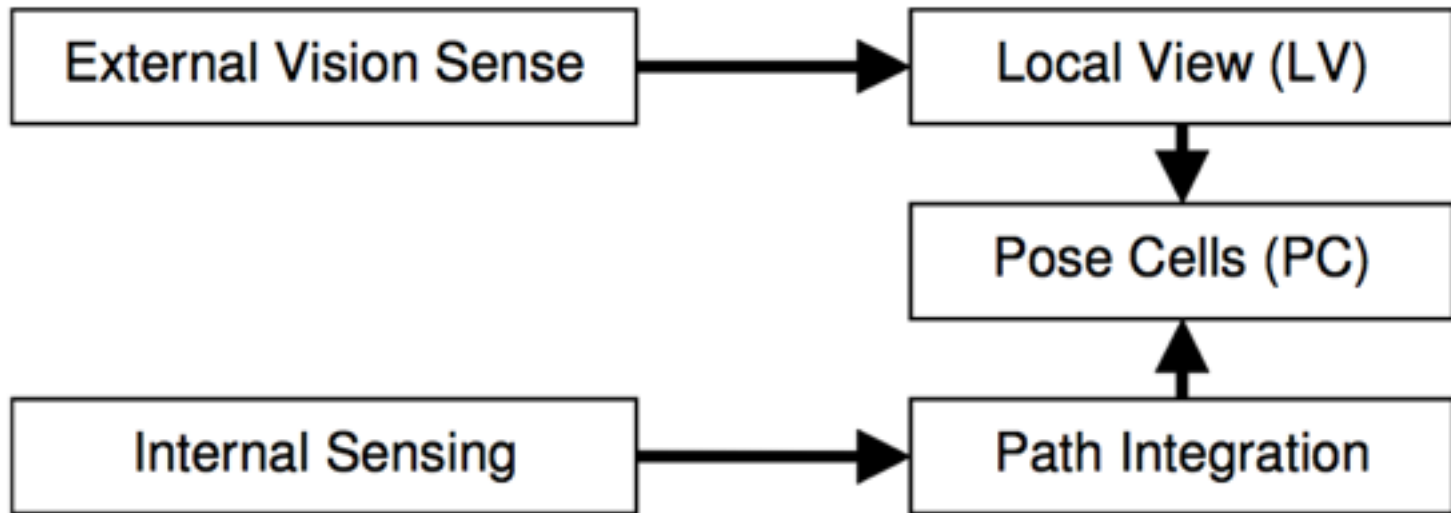 External Vision Sense
Local View (LV)
Pose Cells (PC)
Internal Sensing
Path Integration